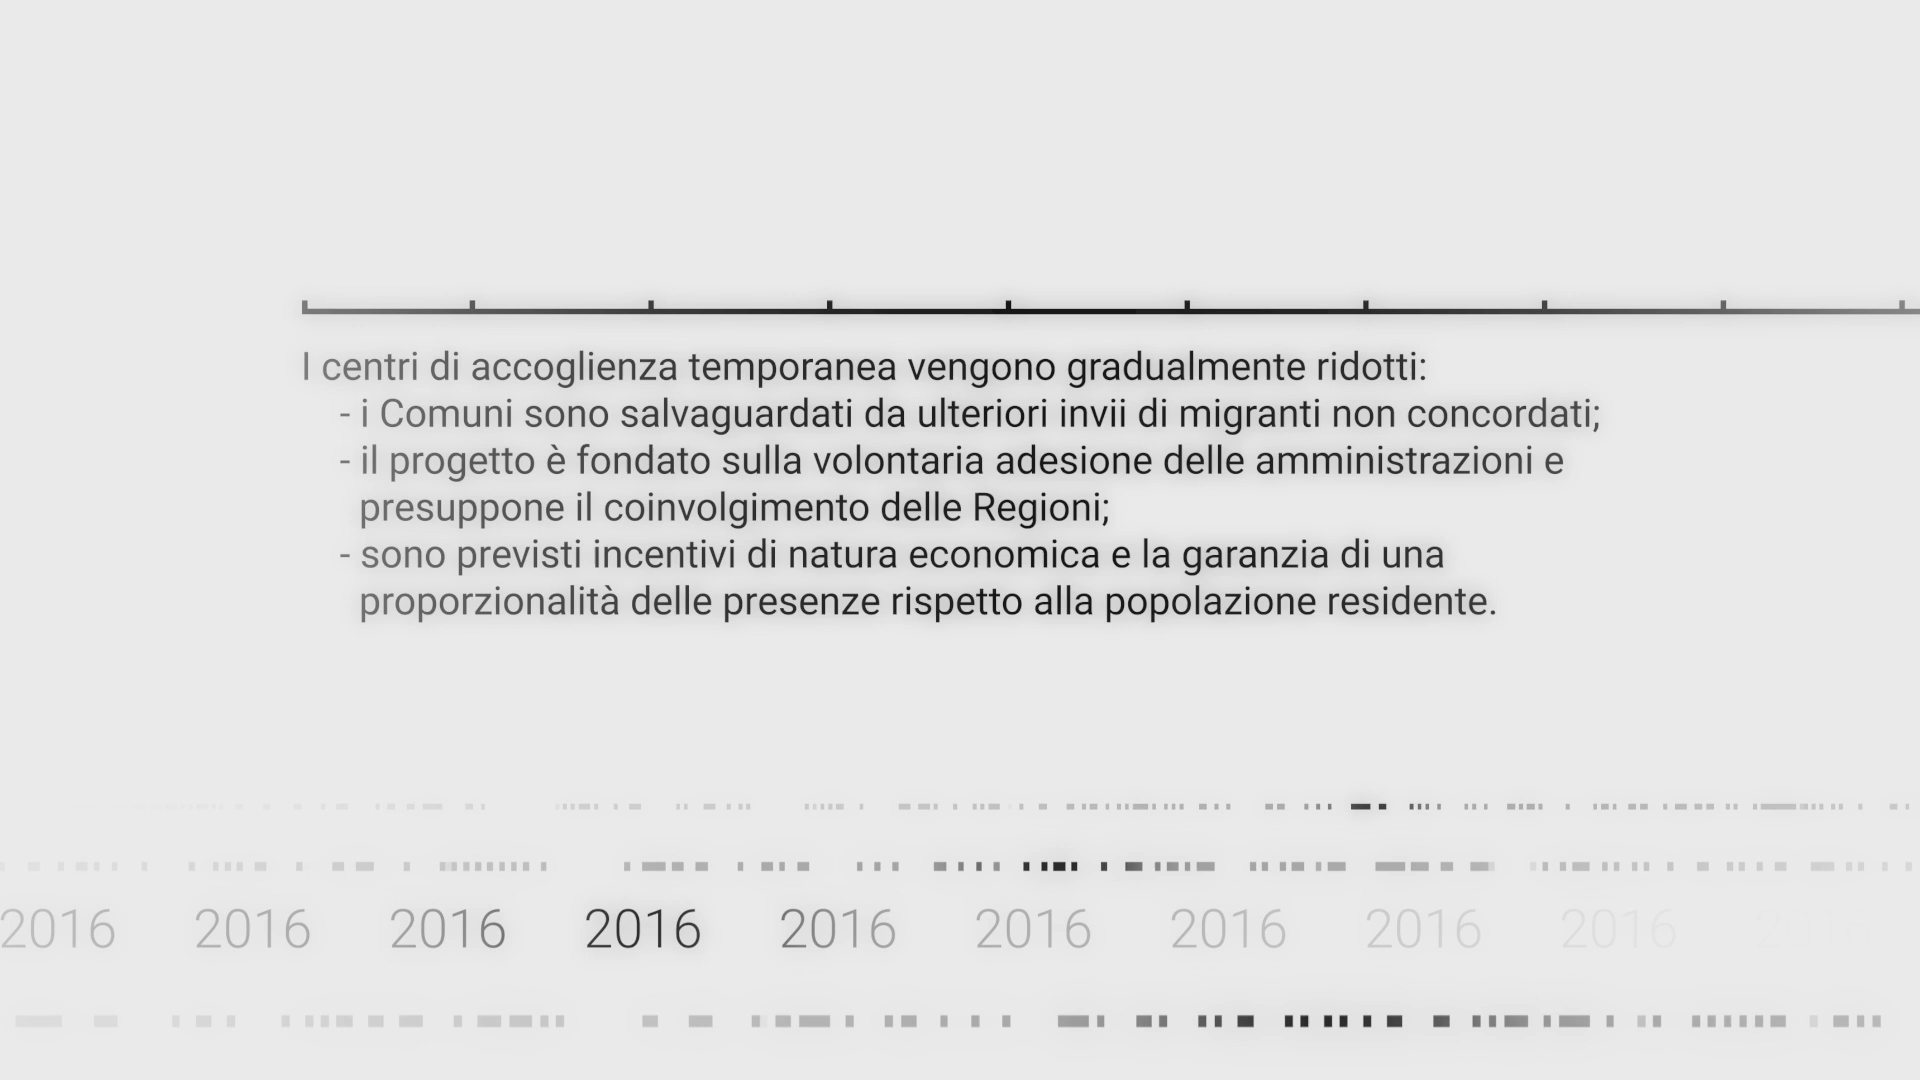 I centri di accoglienza temporanea vengono gradualmente ridotti:
- i Comuni sono salvaguardati da ulteriori invii di migranti non concordati;
- il progetto è fondato sulla volontaria adesione delle amministrazioni e
presuppone il coinvolgimento delle Regioni;
- sono previsti incentivi di natura economica e la garanzia di una
proporzionalità delle presenze rispetto alla popolazione residente.
2016 2016 2016 2016 2016 2016 2016 2016 2016